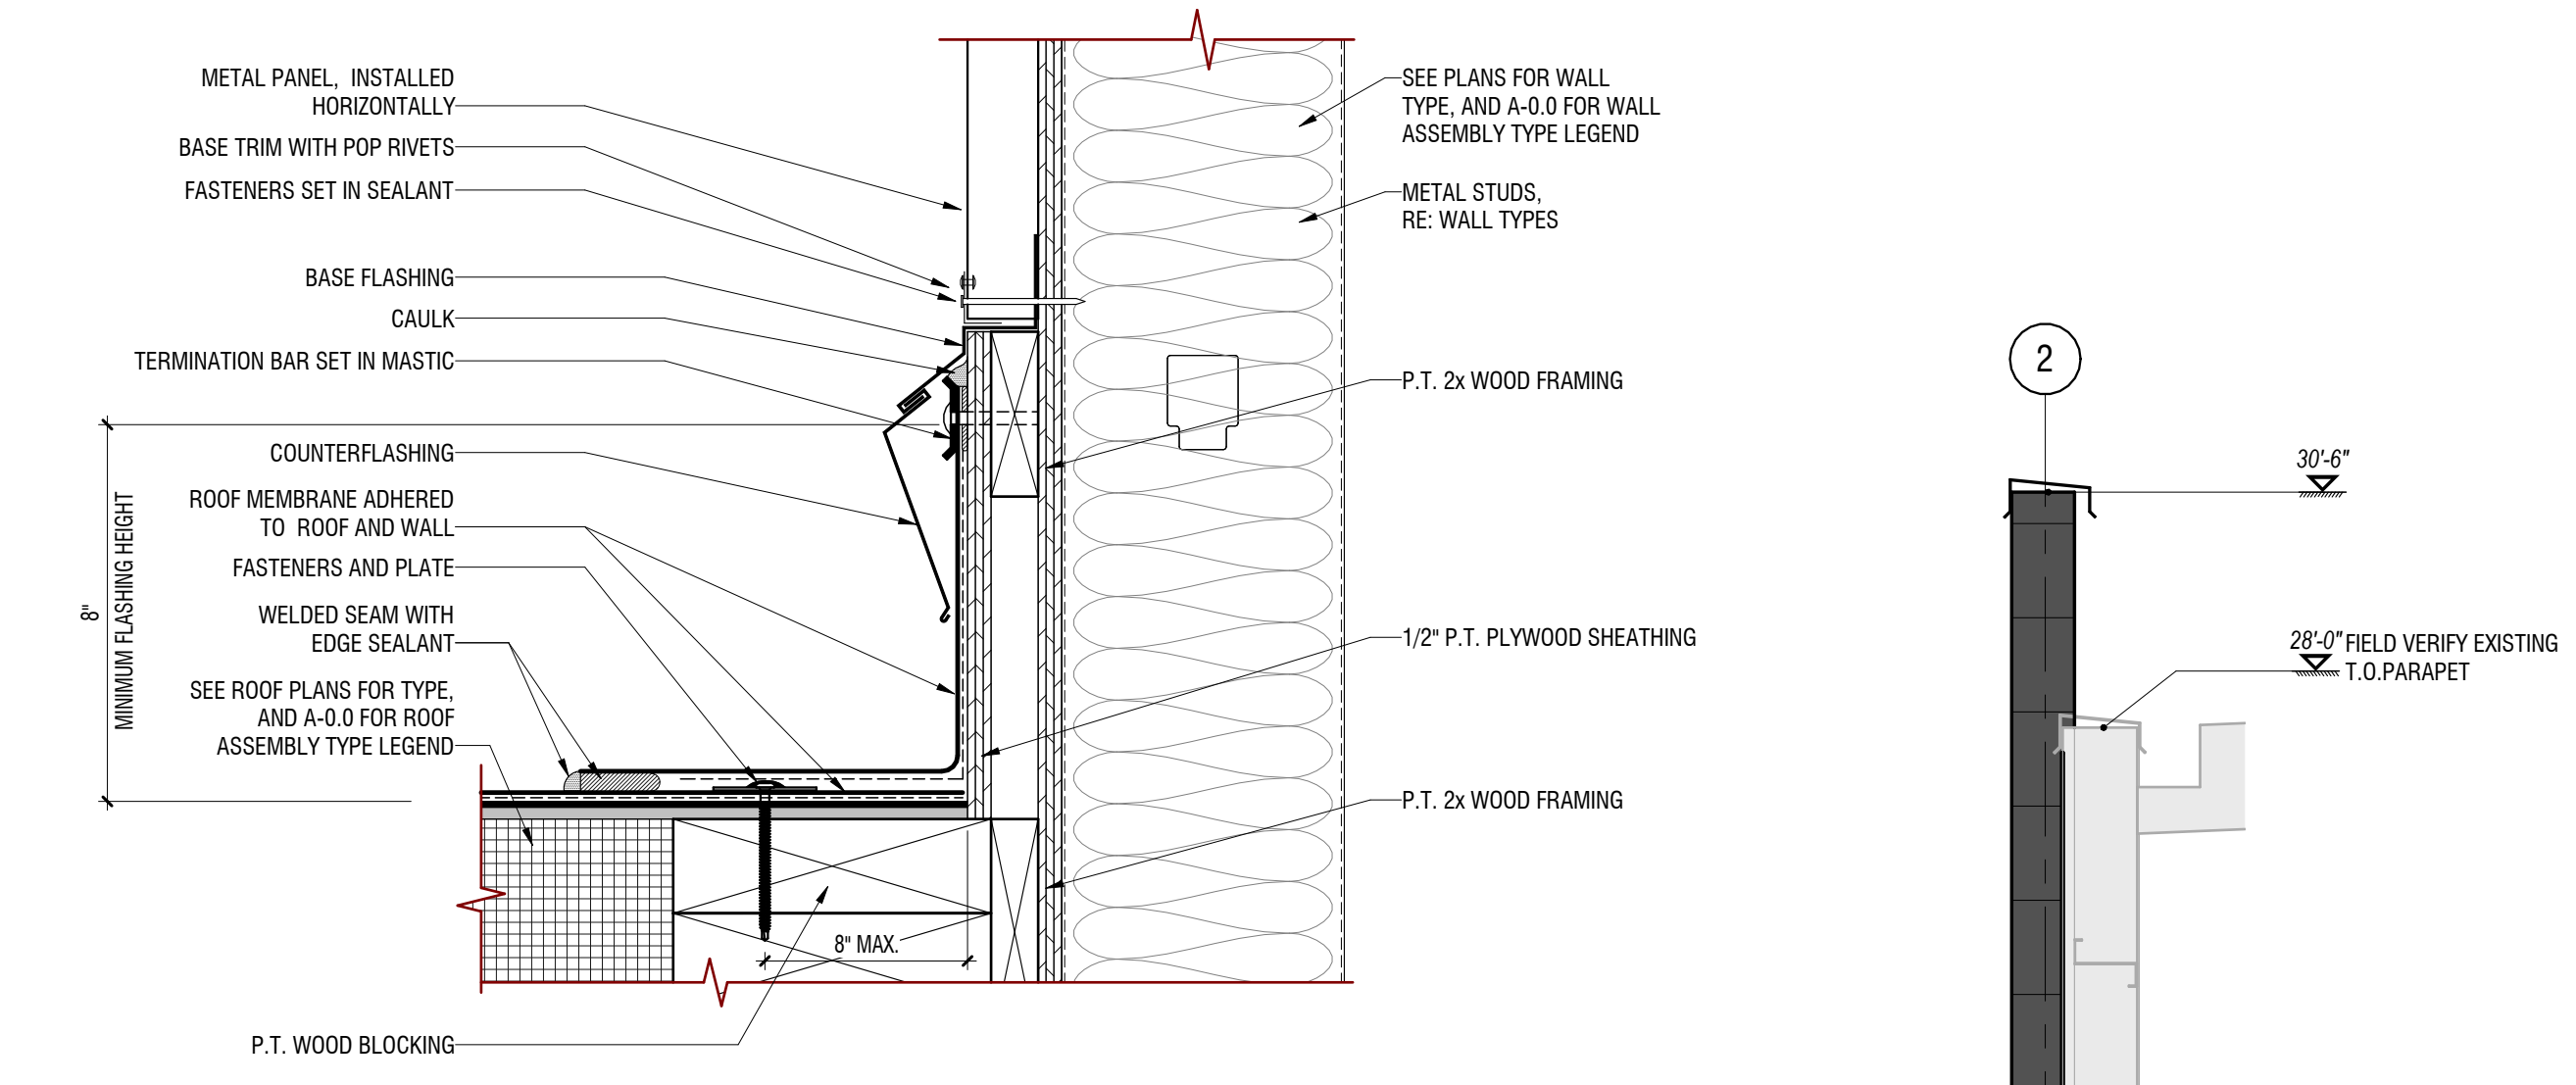 METAL PANEL, INSTALLED
HORIZONTALLY
BASE TRIM WITH POP RIVETS
FASTENERS SET IN SEALANT
BASE FLASHING
CAULK
TERMINATION BAR SET IN MASTIC
COUNTERFLASHING
ROOF MEMBRANE ADHERED
TO ROOF AND WALL
FASTENERS AND PLATE
WELDED SEAM WITH
EDGE SEALANT
SEE ROOF PLANS FOR TYPE,
AND A-0.0 FOR ROOF
ASSEMBLY TYPE LEGEND
8"
MINIMUM FLASHING HEIGHT
P.T. WOOD BLOCKING
8" MAX.
SEE PLANS FOR WALL
TYPE, AND A-0.0 FOR WALL
ASSEMBLY TYPE LEGEND
METAL STUDS,
RE: WALL TYPES
P.T. 2x WOOD FRAMING
1/2" P.T. PLYWOOD SHEATHING
P.T. 2x WOOD FRAMING
2
30'-6"
28'-0" FIELD VERIFY EXISTING
T.O.PARAPET